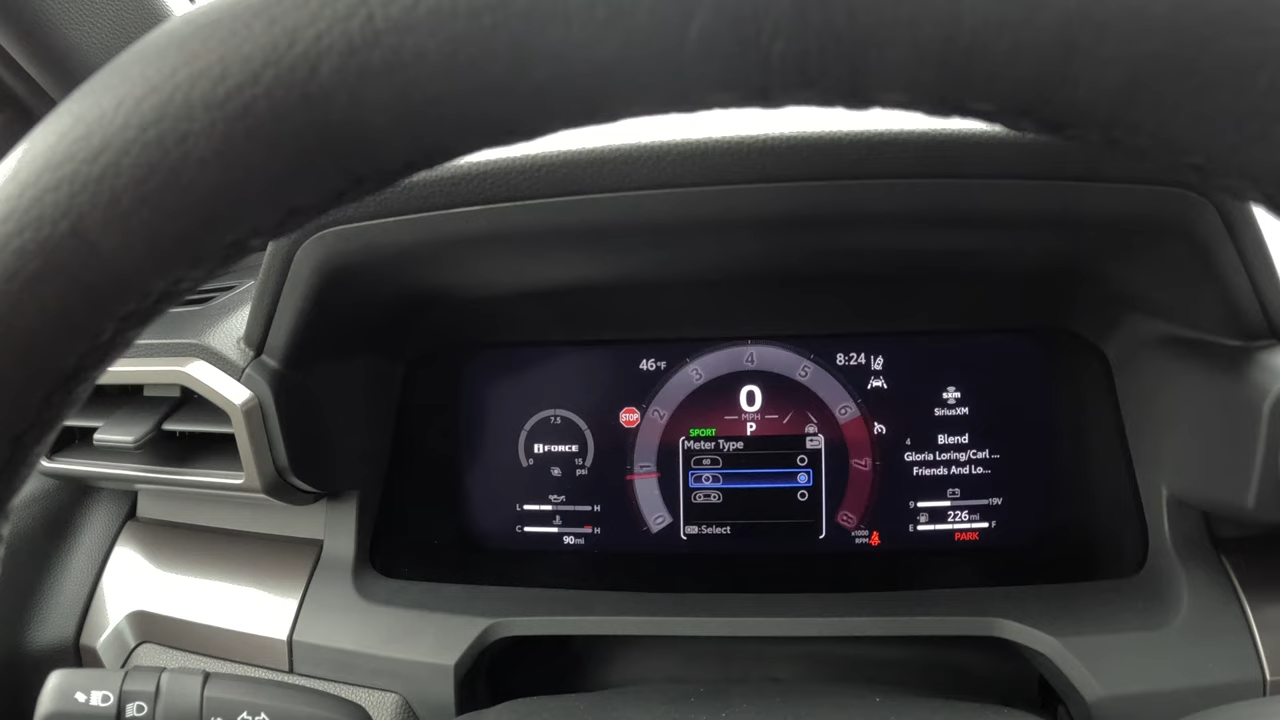 46°F
8:24
4
3
5
2
6
1
7
0
8
STOP
0
MPH
P
SPORT
Meter Type
60
OK:Select
x1000
RPM
7.5
iFORCE
0
15
psi
L
H
C
H
90mi
sxm
SiriusXM
4
Blend
Gloria Loring/Carl ...
Friends And Lo...
9
19V
226mi
E
F
PARK